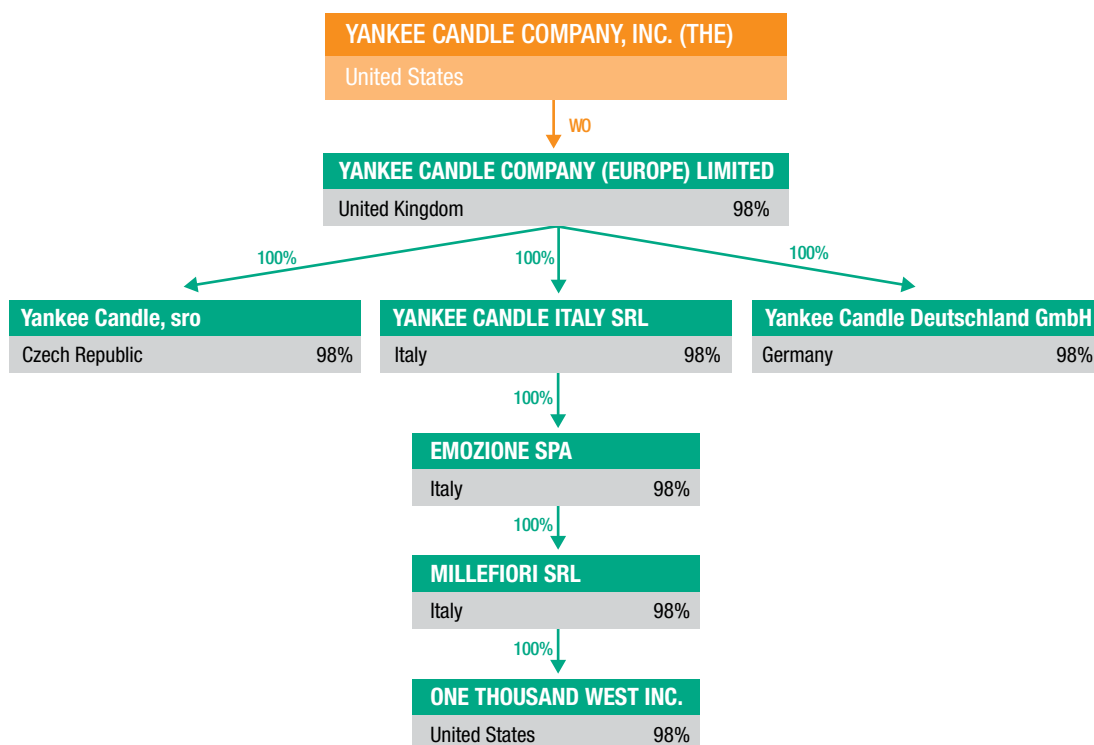 YANKEE CANDLE COMPANY, INC. (THE)
United States
WO
YANKEE CANDLE COMPANY (EUROPE) LIMITED
United Kingdom 98%
100% 100% 100%
Yankee Candle, sro
Czech Republic 98%
YANKEE CANDLE ITALY SRL
Italy 98%
Yankee Candle Deutschland GmbH
Germany 98%
100%
EMOZIONE SPA
Italy 98%
100%
MILLEFIORI SRL
Italy 98%
100%
ONE THOUSAND WEST INC.
United States 98%